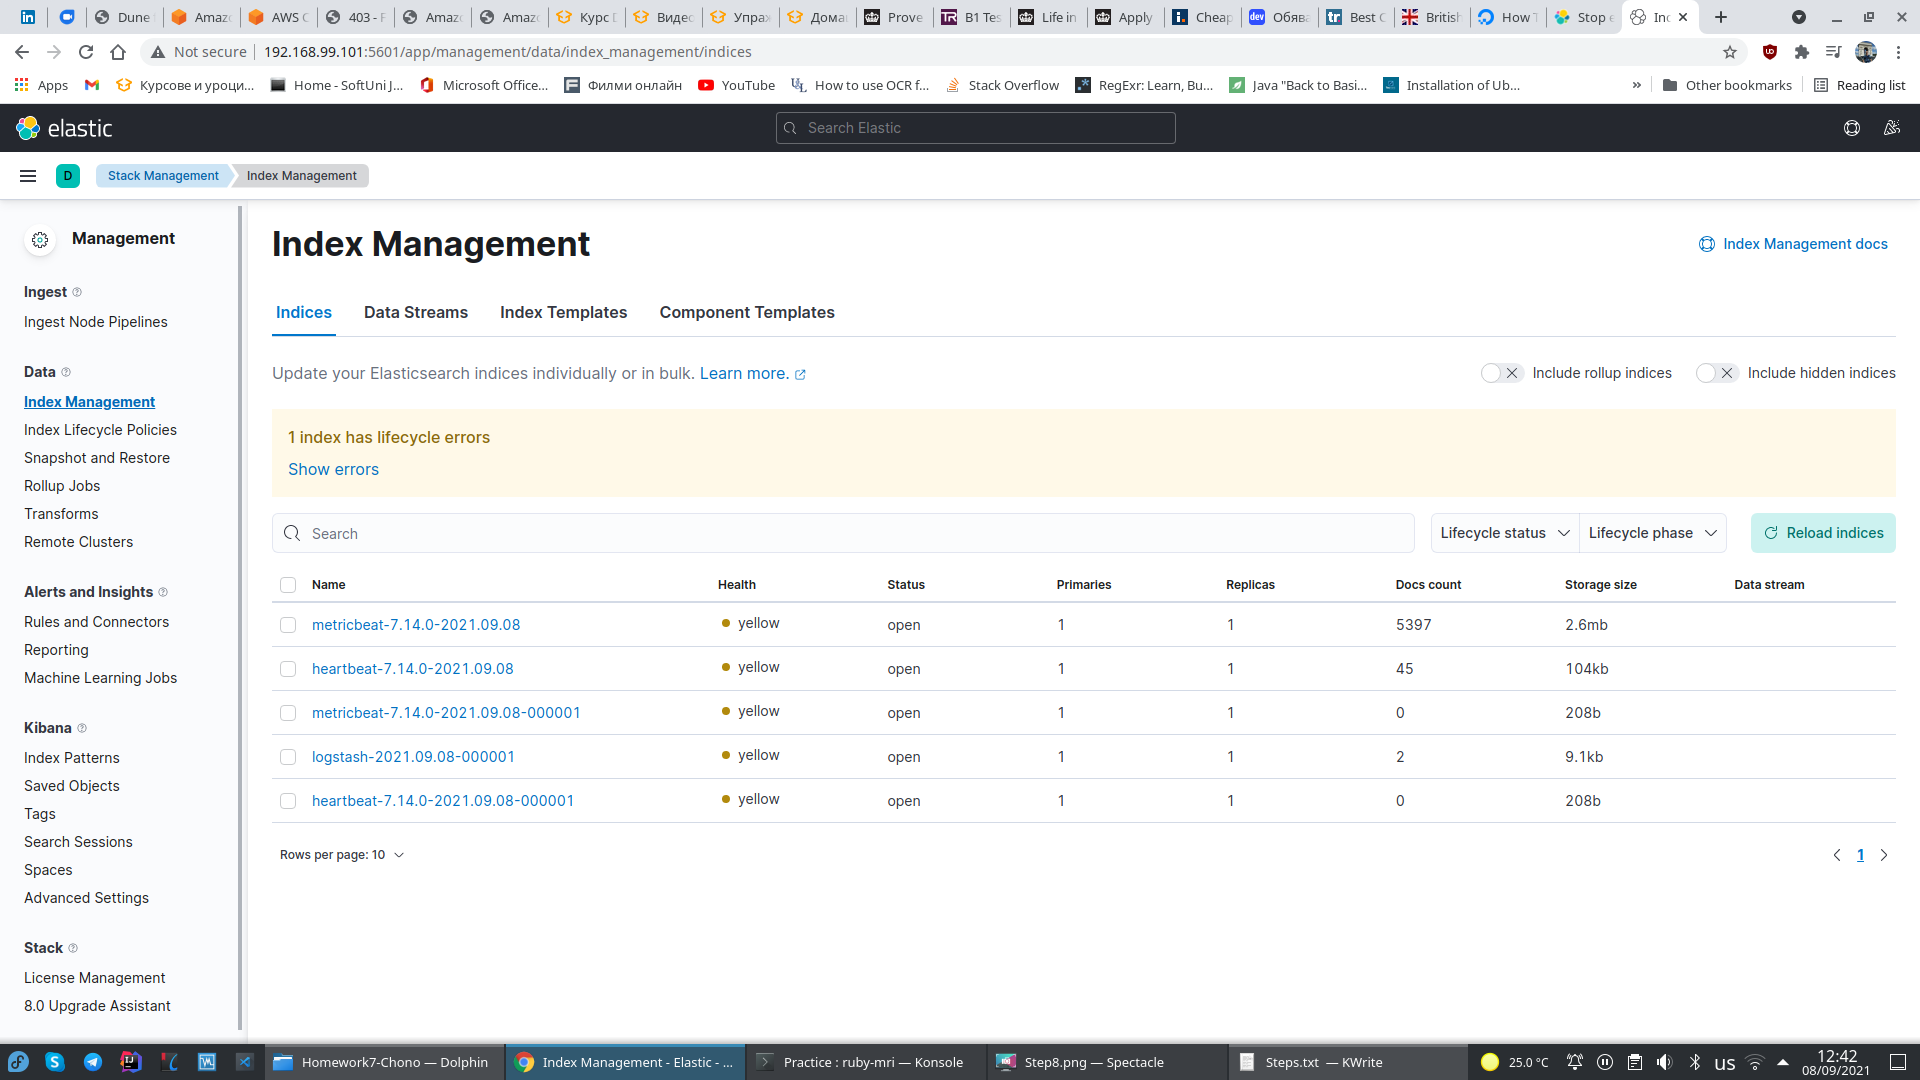 Dune
Amazo
AWS C
403 - F
Amazo
Amazo
Курс D
Видео
Упраж
Дома
Prove
B1 Tes
Life in
Apply
Cheap
Обява
Best C
British
How T
Stop e
Inc
Not secure
192.168.99.101:5601/app/management/data/index_management/indices
Apps
Курсове и уроци...
Home - SoftUni J...
Microsoft Office...
Филми онлайн
YouTube
How to use OCR f...
Stack Overflow
RegExr: Learn, Bu...
Java "Back to Basi...
Installation of Ub...
»
Other bookmarks
Reading list
elastic
Search Elastic
D
Stack Management
Index Management
Management
Ingest
Ingest Node Pipelines
Data
Index Management
Index Lifecycle Policies
Snapshot and Restore
Rollup Jobs
Transforms
Remote Clusters
Alerts and Insights
Rules and Connectors
Reporting
Machine Learning Jobs
Kibana
Index Patterns
Saved Objects
Tags
Search Sessions
Spaces
Advanced Settings
Stack
License Management
8.0 Upgrade Assistant
Index Management
Index Management docs
Indices
Data Streams
Index Templates
Component Templates
Update your Elasticsearch indices individually or in bulk. Learn more.
Include rollup indices
Include hidden indices
1 index has lifecycle errors
Show errors
Search
Lifecycle status
Lifecycle phase
Reload indices
Name Health Status Primaries Replicas Docs count Storage size Data stream
metricbeat-7.14.0-2021.09.08 yellow open 1 1 5397 2.6mb
heartbeat-7.14.0-2021.09.08 yellow open 1 1 45 104kb
metricbeat-7.14.0-2021.09.08-000001 yellow open 1 1 0 208b
logstash-2021.09.08-000001 yellow open 1 1 2 9.1kb
heartbeat-7.14.0-2021.09.08-000001 yellow open 1 1 0 208b
Rows per page: 10
1
Homework7-Chono — Dolphin
Index Management - Elastic - ...
Practice : ruby-mri — Konsole
Step8.png — Spectacle
Steps.txt — KWrite
25.0 °C
us
12:42
08/09/2021